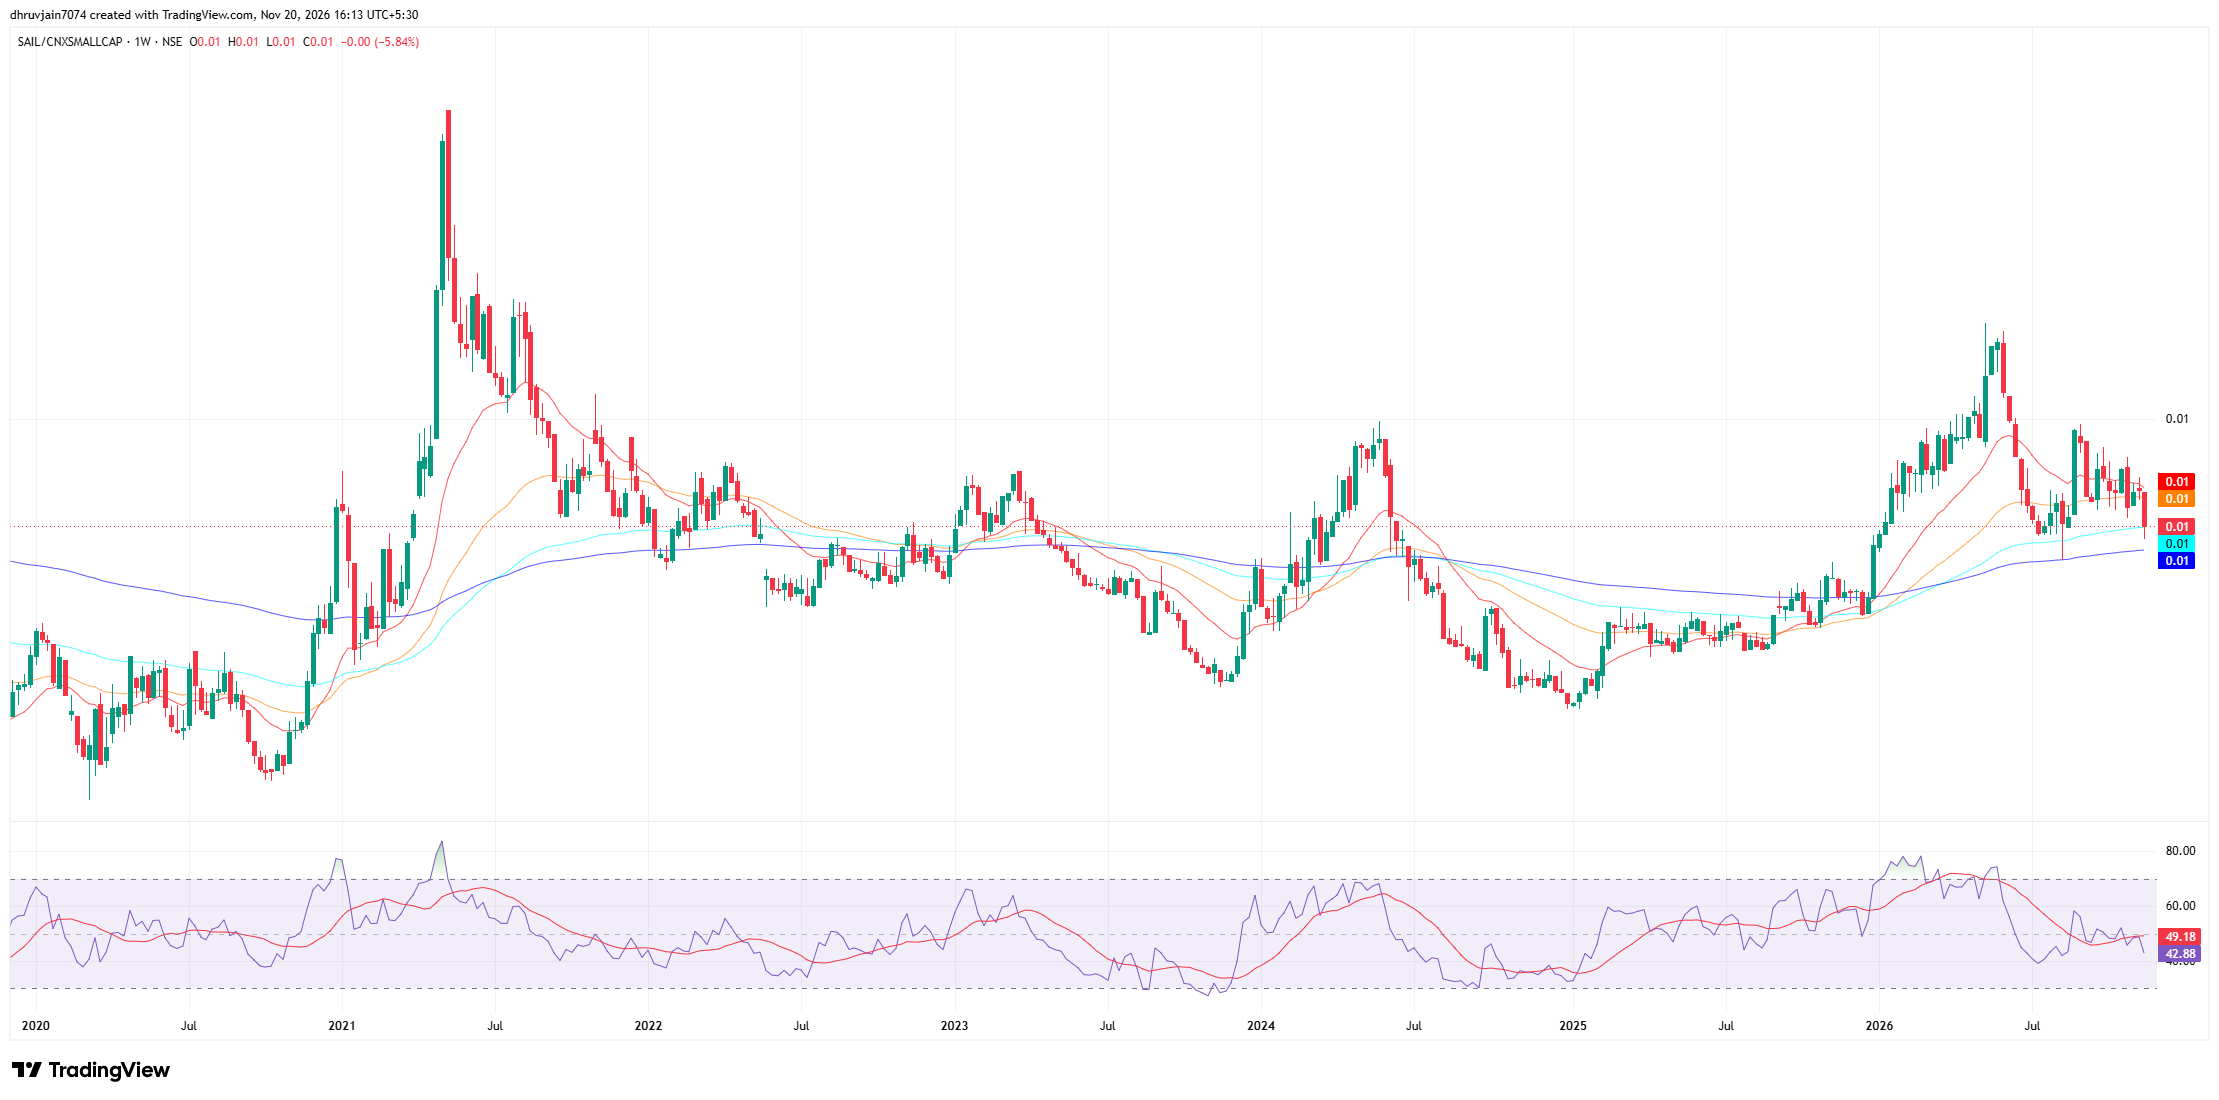 dhruvjain7074 created with TradingView.com, Nov 20, 2026 16:13 UTC+5:30
SAIL/CNXSMALLCAP · 1W · NSE O0.01 H0.01 L0.01 C0.01 −0.00 (−5.84%)
0.01
0.01
0.01
0.01
0.01
0.01
80.00
60.00
49.18
42.88
40.00
2020 Jul 2021 Jul 2022 Jul 2023 Jul 2024 Jul 2025 Jul 2026 Jul
TradingView